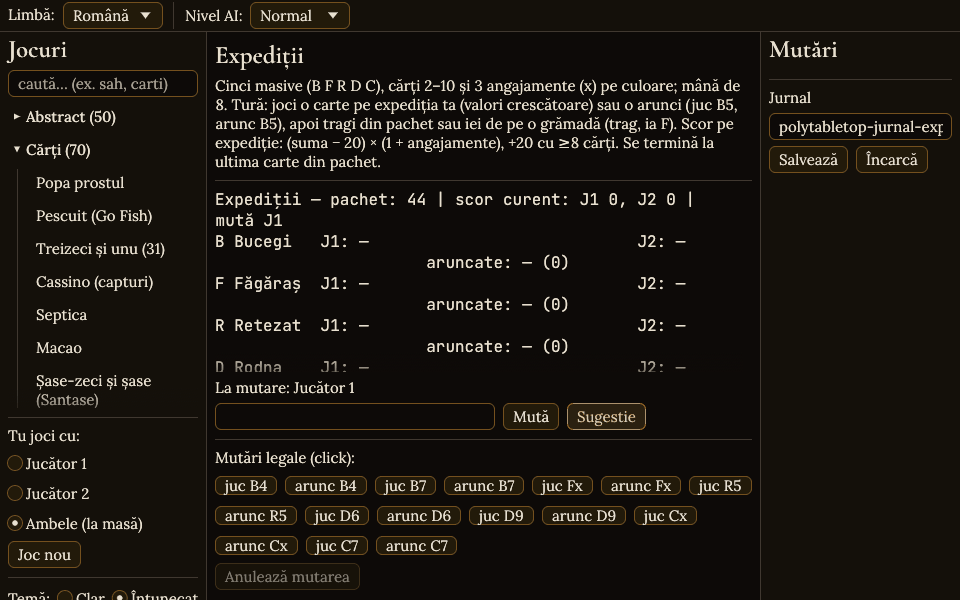 Limbă: Română Nivel AI: Normal
Jocuri
caută... (ex. sah, carti)
Abstract (50)
Cărți (70)
Popa prostul
Pescuit (Go Fish)
Treizeci și unu (31)
Cassino (capturi)
Septica
Macao
Șase-zeci și șase
(Santase)
Tu joci cu:
Jucător 1
Jucător 2
Ambele (la masă)
Joc nou
Temă: Clar Întunecat
Expediții
Cinci masive (B F R D C), cărți 2–10 și 3 angajamente (x) pe culoare; mână de
8. Tură: joci o carte pe expediția ta (valori crescătoare) sau o arunci (juc B5,
arunc B5), apoi tragi din pachet sau iei de pe o grămadă (trag, ia F). Scor pe
expediție: (suma − 20) × (1 + angajamente), +20 cu ≥8 cărți. Se termină la
ultima carte din pachet.
Expediții — pachet: 44 | scor curent: J1 0, J2 0 |
mută J1
B Bucegi J1: — J2: —
aruncate: — (0)
F Făgăraș J1: — J2: —
aruncate: — (0)
R Retezat J1: — J2: —
aruncate: — (0)
D Rodna J1: — J2: —
La mutare: Jucător 1
Mută Sugestie
Mutări legale (click):
juc B4 arunc B4 juc B7 arunc B7 juc Fx arunc Fx juc R5
arunc R5 juc D6 arunc D6 juc D9 arunc D9 juc Cx
arunc Cx juc C7 arunc C7
Anulează mutarea
Mutări
Jurnal
polytabletop-jurnal-exp
Salvează Încarcă